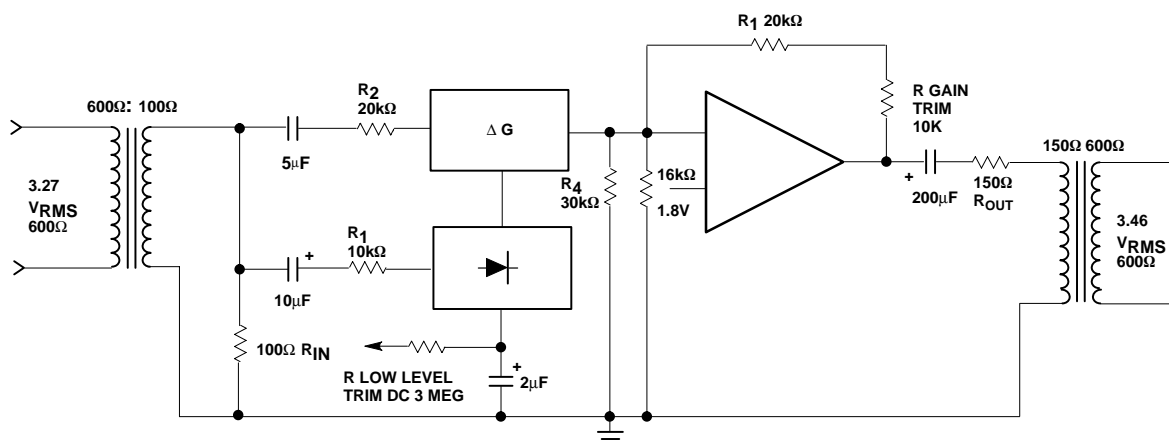 R1 20kΩ
600Ω: 100Ω
R2
20kΩ
Δ G
R GAIN
TRIM
10K
5μF
3.27
VRMS
600Ω
R4
30kΩ
16kΩ
1.8V
+
200μF
150Ω
ROUT
150Ω 600Ω
3.46
VRMS
600Ω
R1
10kΩ
+
10μF
100Ω RIN
R LOW LEVEL
TRIM DC 3 MEG
+
2μF